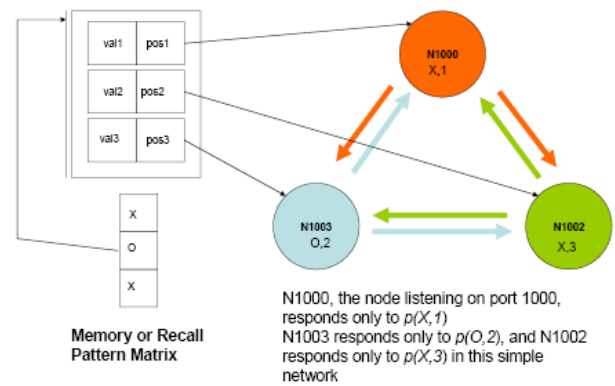 val1 pos1
val2 pos2
val3 pos3
N1000
X,1
N1003
O,2
N1002
X,3
X
O
X
Memory or Recall
Pattern Matrix
N1000, the node listening on port 1000,
responds only to p(X,1)
N1003 responds only to p(O,2), and N1002
responds only to p(X,3) in this simple
network